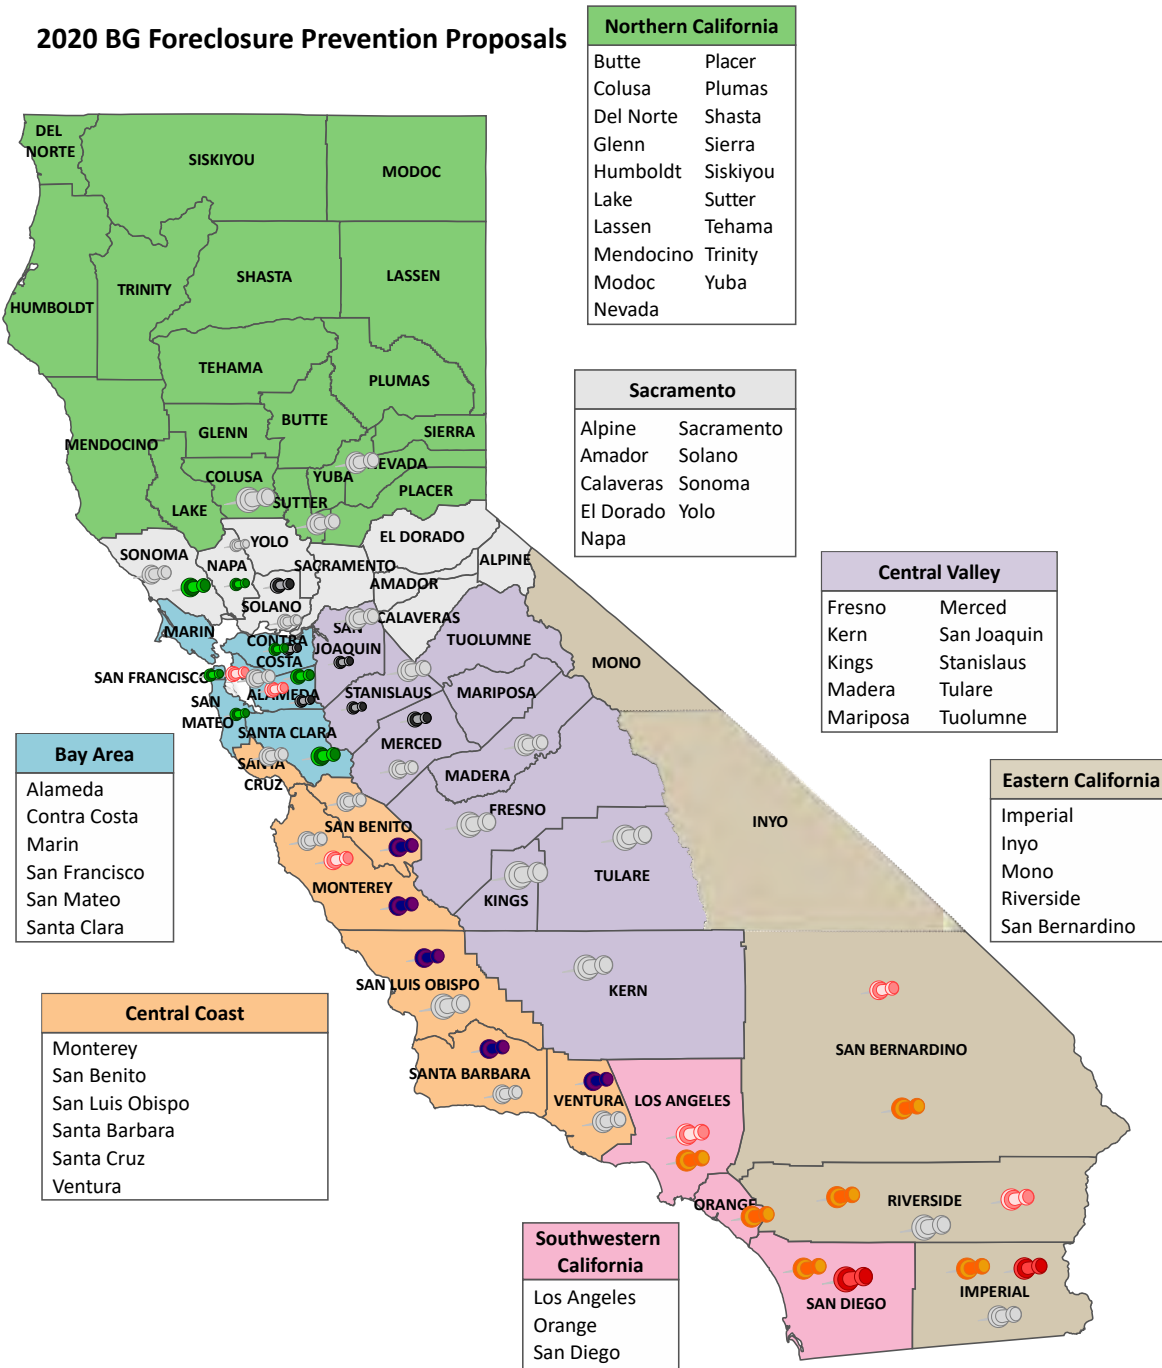 2020 BG Foreclosure Prevention Proposals
Northern California
Butte Placer
Colusa Plumas
Del Norte Shasta
Glenn Sierra
Humboldt Siskiyou
Lake Sutter
Lassen Tehama
Mendocino Trinity
Modoc Yuba
Nevada
DEL
NORTE
SISKIYOU
MODOC
SHASTA
LASSEN
TRINITY
HUMBOLDT
TEHAMA
PLUMAS
BUTTE
GLENN
SIERRA
MENDOCINO
EVADA
COLUSA
YUBA
PLACER
SUTTER
LAKE
Sacramento
Alpine Sacramento
Amador Solano
Calaveras Sonoma
El Dorado Yolo
Napa
EL DORADO
YOLO
SONOMA
ALPINE
NAPA
SACRAMENTO
AMADOR
SOLANO
CALAVERAS
Central Valley
Fresno Merced
Kern San Joaquin
Kings Stanislaus
Madera Tulare
Mariposa Tuolumne
MARIN
SAN
JOAQUIN
CONTRA
COSTA
TUOLUMNE
MONO
SAN FRANCISCO
ALAMEDA
STANISLAUS
MARIPOSA
SAN
MATEO
SANTA CLARA
MERCED
SANTA
CRUZ
MADERA
Bay Area
Alameda
Contra Costa
Marin
San Francisco
San Mateo
Santa Clara
Eastern California
Imperial
Inyo
Mono
Riverside
San Bernardino
FRESNO
INYO
SAN BENITO
TULARE
MONTEREY
KINGS
SAN LUIS OBISPO
KERN
Central Coast
Monterey
San Benito
San Luis Obispo
Santa Barbara
Santa Cruz
Ventura
SAN BERNARDINO
SANTA BARBARA
VENTURA
LOS ANGELES
ORANGE
RIVERSIDE
SAN DIEGO
IMPERIAL
Southwestern
California
Los Angeles
Orange
San Diego